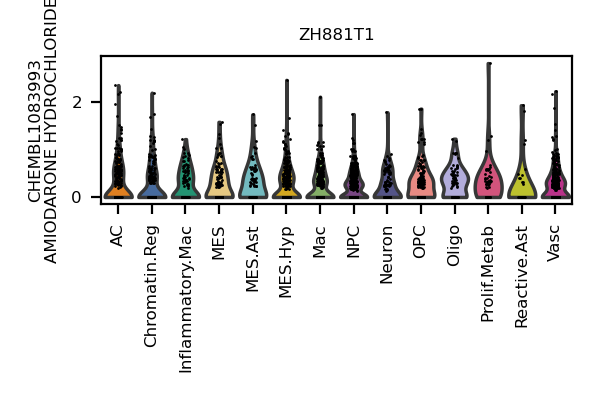 ZH881T1
CHEMBL1083993
AMIODARONE HYDROCHLORIDE
2
0
AC
Chromatin.Reg
Inflammatory.Mac
MES
MES.Ast
MES.Hyp
Mac
NPC
Neuron
OPC
Oligo
Prolif.Metab
Reactive.Ast
Vasc